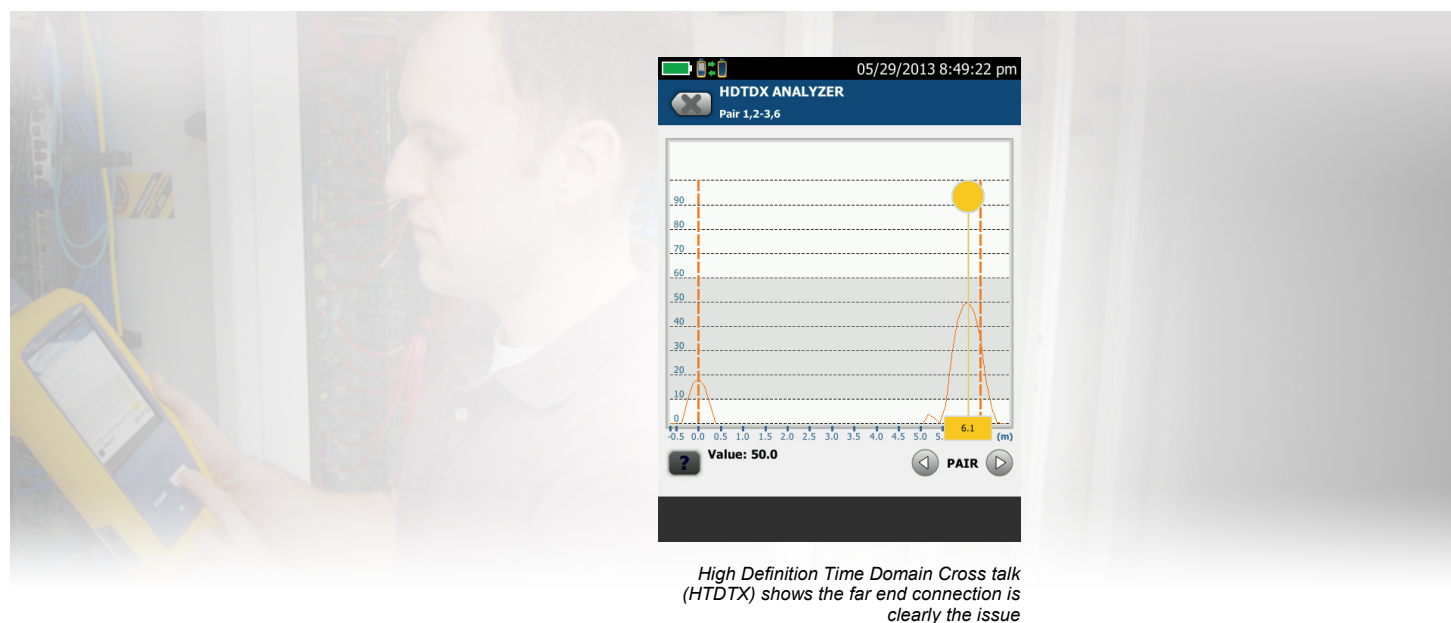 05/29/2013 8:49:22 pm
HDTDX ANALYZER
Pair 1,2-3,6
90
80
70
60
50
40
30
20
10
0
-0.5 0.0 0.5 1.0 1.5 2.0 2.5 3.0 3.5 4.0 4.5 5.0 5. 6.1 (m)
? Value: 50.0 PAIR
High Definition Time Domain Cross talk
(HTDTX) shows the far end connection is
clearly the issue